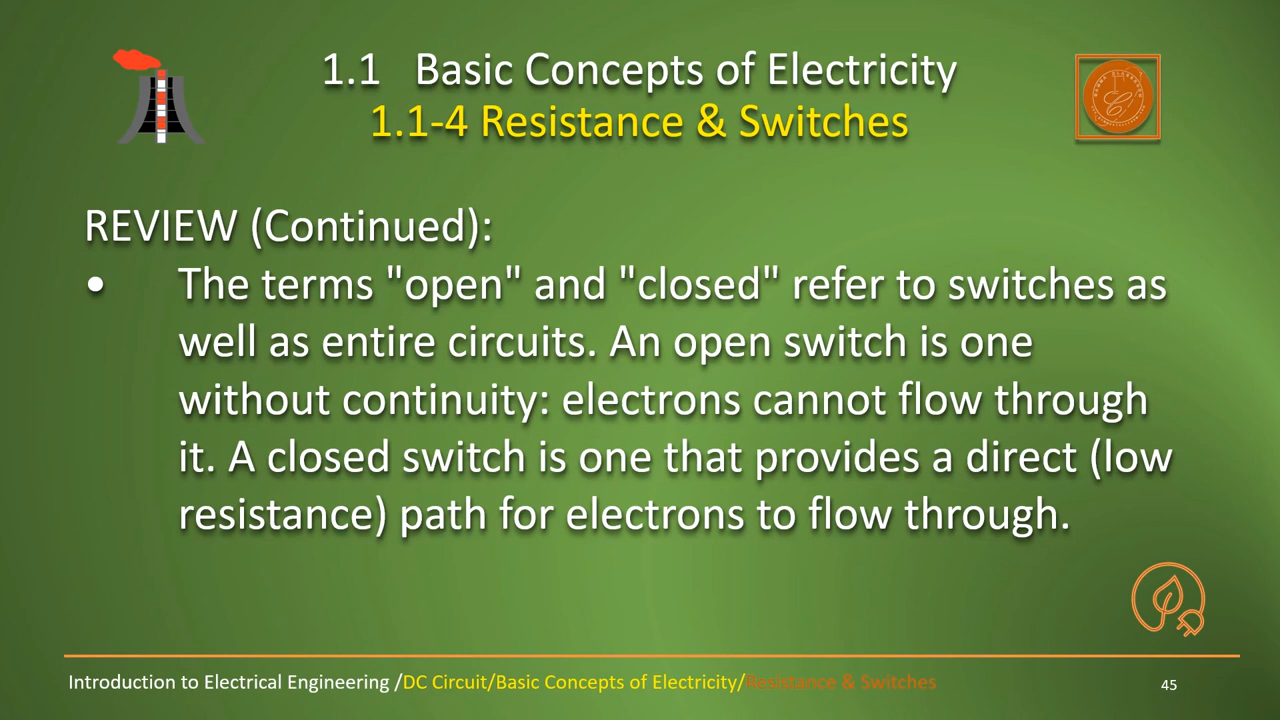 1.1 Basic Concepts of Electricity
1.1-4 Resistance & Switches
REVIEW (Continued):
• The terms "open" and "closed" refer to switches as
well as entire circuits. An open switch is one
without continuity: electrons cannot flow through
it. A closed switch is one that provides a direct (low
resistance) path for electrons to flow through.
Introduction to Electrical Engineering /DC Circuit/Basic Concepts of Electricity/Resistance & Switches
45